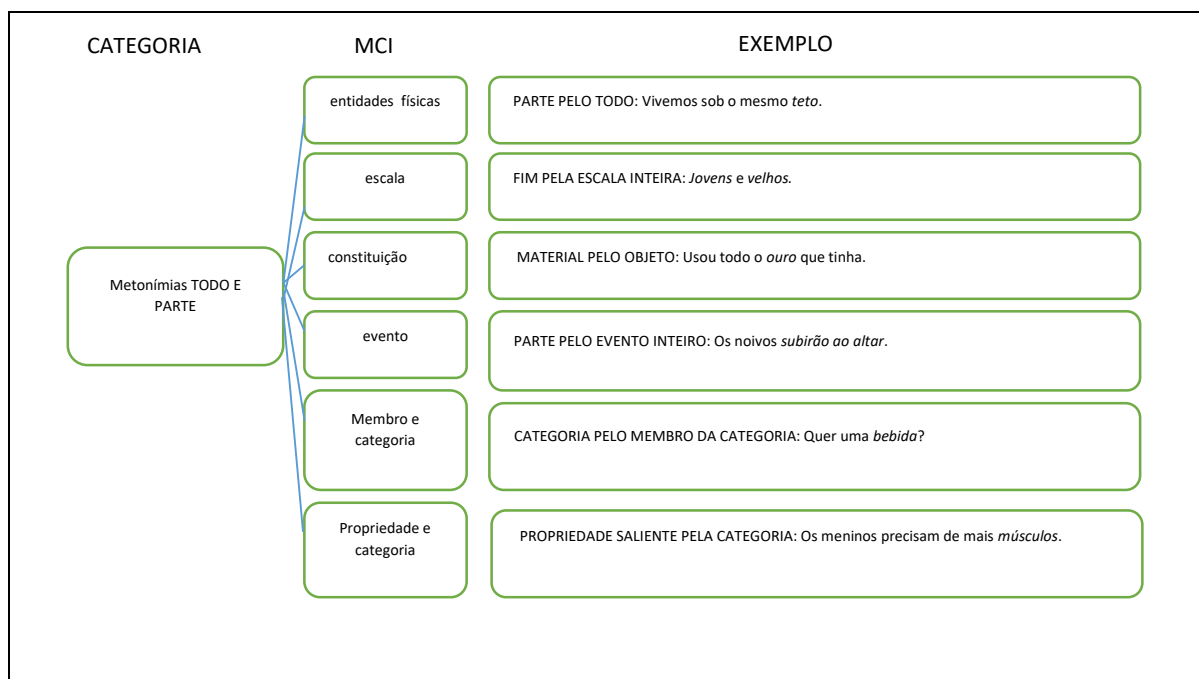 CATEGORIA MCI EXEMPLO
entidades físicas
PARTE PELO TODO: Vivemos sob o mesmo teto.
escala
FIM PELA ESCALA INTEIRA: Jovens e velhos.
Metonímias TODO E
PARTE
constituição
MATERIAL PELO OBJETO: Usou todo o ouro que tinha.
evento
PARTE PELO EVENTO INTEIRO: Os noivos subirão ao altar.
Membro e
categoria
CATEGORIA PELO MEMBRO DA CATEGORIA: Quer uma bebida?
Propriedade e
categoria
PROPRIEDADE SALIENTE PELA CATEGORIA: Os meninos precisam de mais músculos.